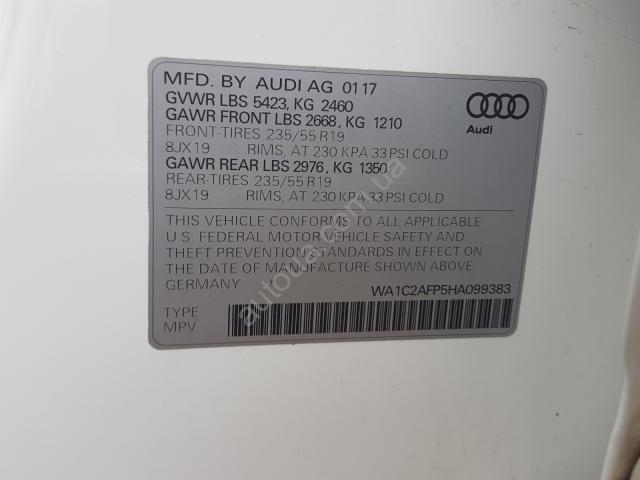 MFD. BY AUDI AG 01 17
GVWR LBS 5423, KG 2460
GAWR FRONT LBS 2668, KG 1210
FRONT-TIRES 235/55 R19
8JX19 RIMS, AT 230 KPA 33 PSI COLD
GAWR REAR LBS 2976, KG 1350
REAR-TIRES 235/55 R19
8JX19 RIMS, AT 230 KPA 33 PSI COLD
THIS VEHICLE CONFORMS TO ALL APPLICABLE
U.S. FEDERAL MOTOR VEHICLE SAFETY AND
THEFT PREVENTION STANDARDS IN EFFECT ON
THE DATE OF MANUFACTURE SHOWN ABOVE.
GERMANY WA1C2AFP5HA099383
TYPE:
MPV
Audi
autoua.com.ua